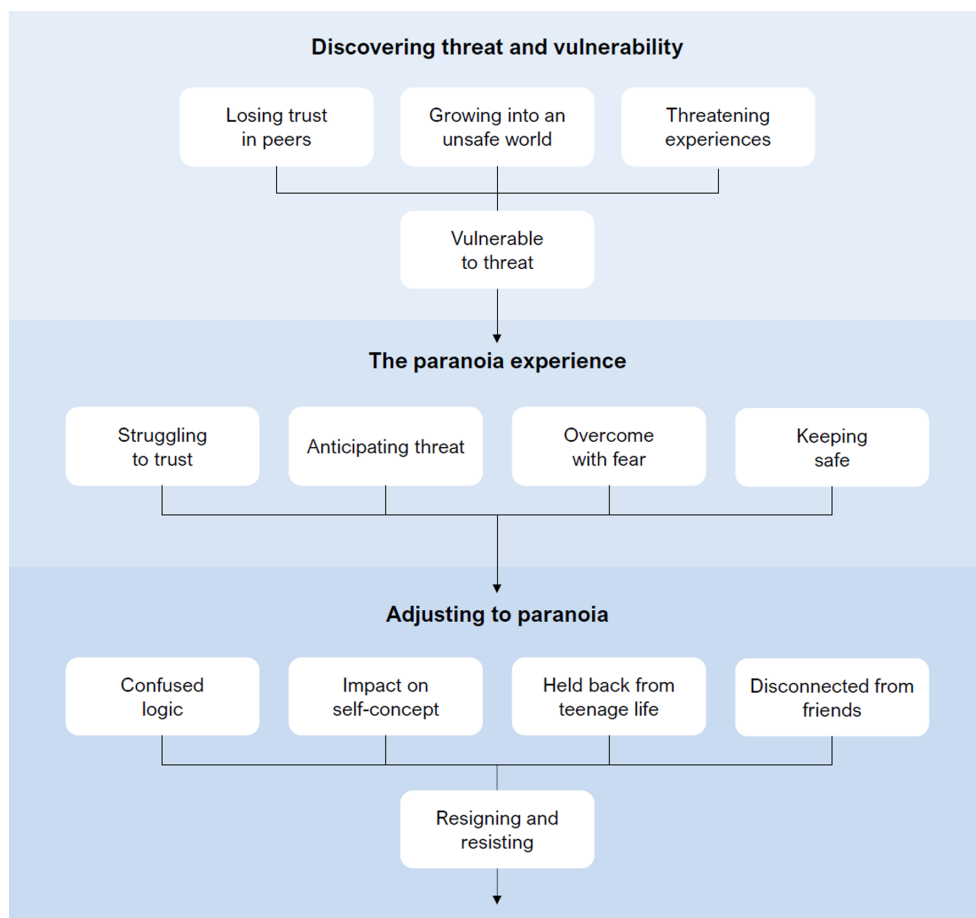 Discovering threat and vulnerability
Losing trust
in peers
Growing into an
unsafe world
Threatening
experiences
Vulnerable
to threat
The paranoia experience
Struggling
to trust
Anticipating threat
Overcome
with fear
Keeping
safe
Adjusting to paranoia
Confused
logic
Impact on
self-concept
Held back from
teenage life
Disconnected from
friends
Resigning and
resisting